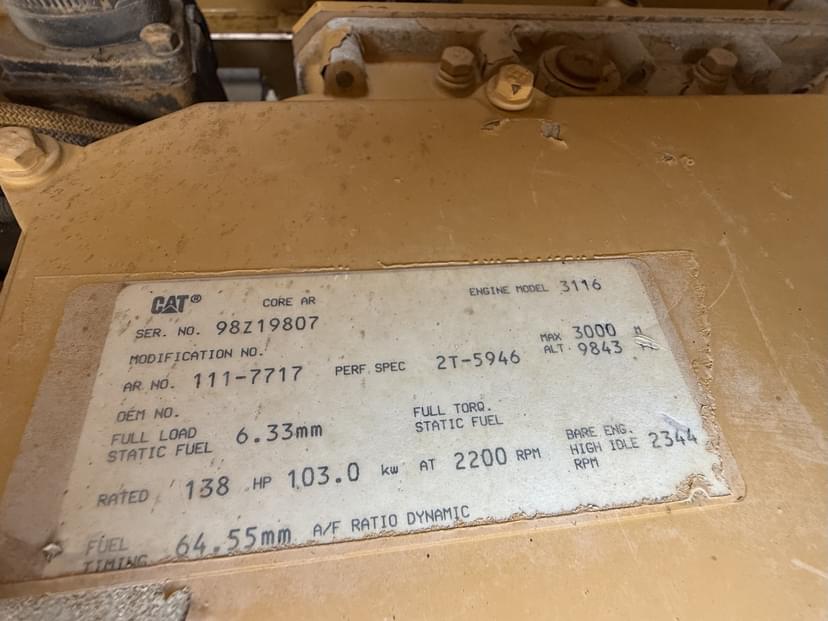 CAT® CORE AR ENGINE MODEL 3116
SER. NO. 98Z19807
MODIFICATION NO.
MAX 3000 M
ALT. 9843
AR NO. 111-7717 PERF. SPEC 2T-5946
OEM NO.
FULL LOAD 6.33mm FULL TORQ.
STATIC FUEL STATIC FUEL
RATED 138 HP 103.0 kw AT 2200 RPM
BARE ENG.
HIGH IDLE 2344
RPM
FUEL 64.55mm A/F RATIO DYNAMIC
TIMING